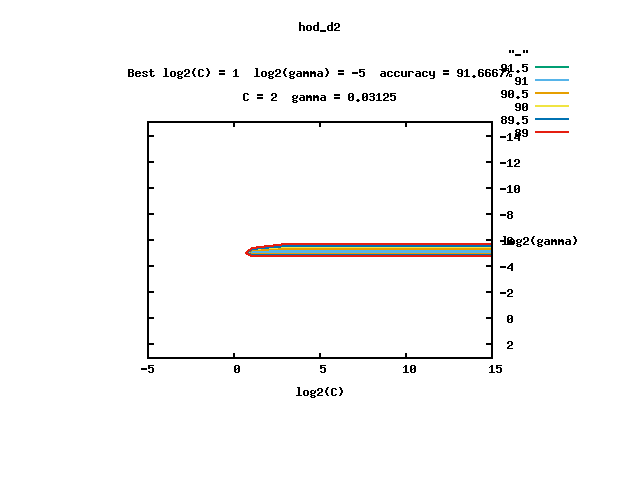 hod_d2
"-"
Best log2(C) = 1  log2(gamma) = -5  accuracy = 91.6667%
91.5
91
C = 2  gamma = 0.03125
90.5
90
89.5
89
-14
-12
-10
-8
-6
log2(gamma)
-4
-2
0
2
-5 0 5 10 15
log2(C)